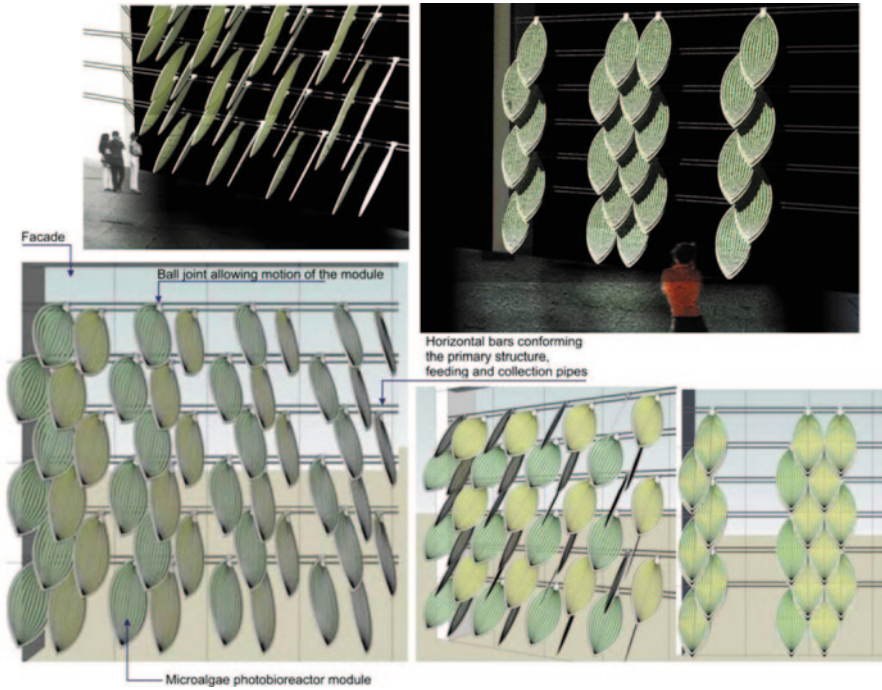 Facade
Ball joint allowing motion of the module
Horizontal bars conforming
the primary structure,
feeding and collection pipes
Microalgae photobioreactor module